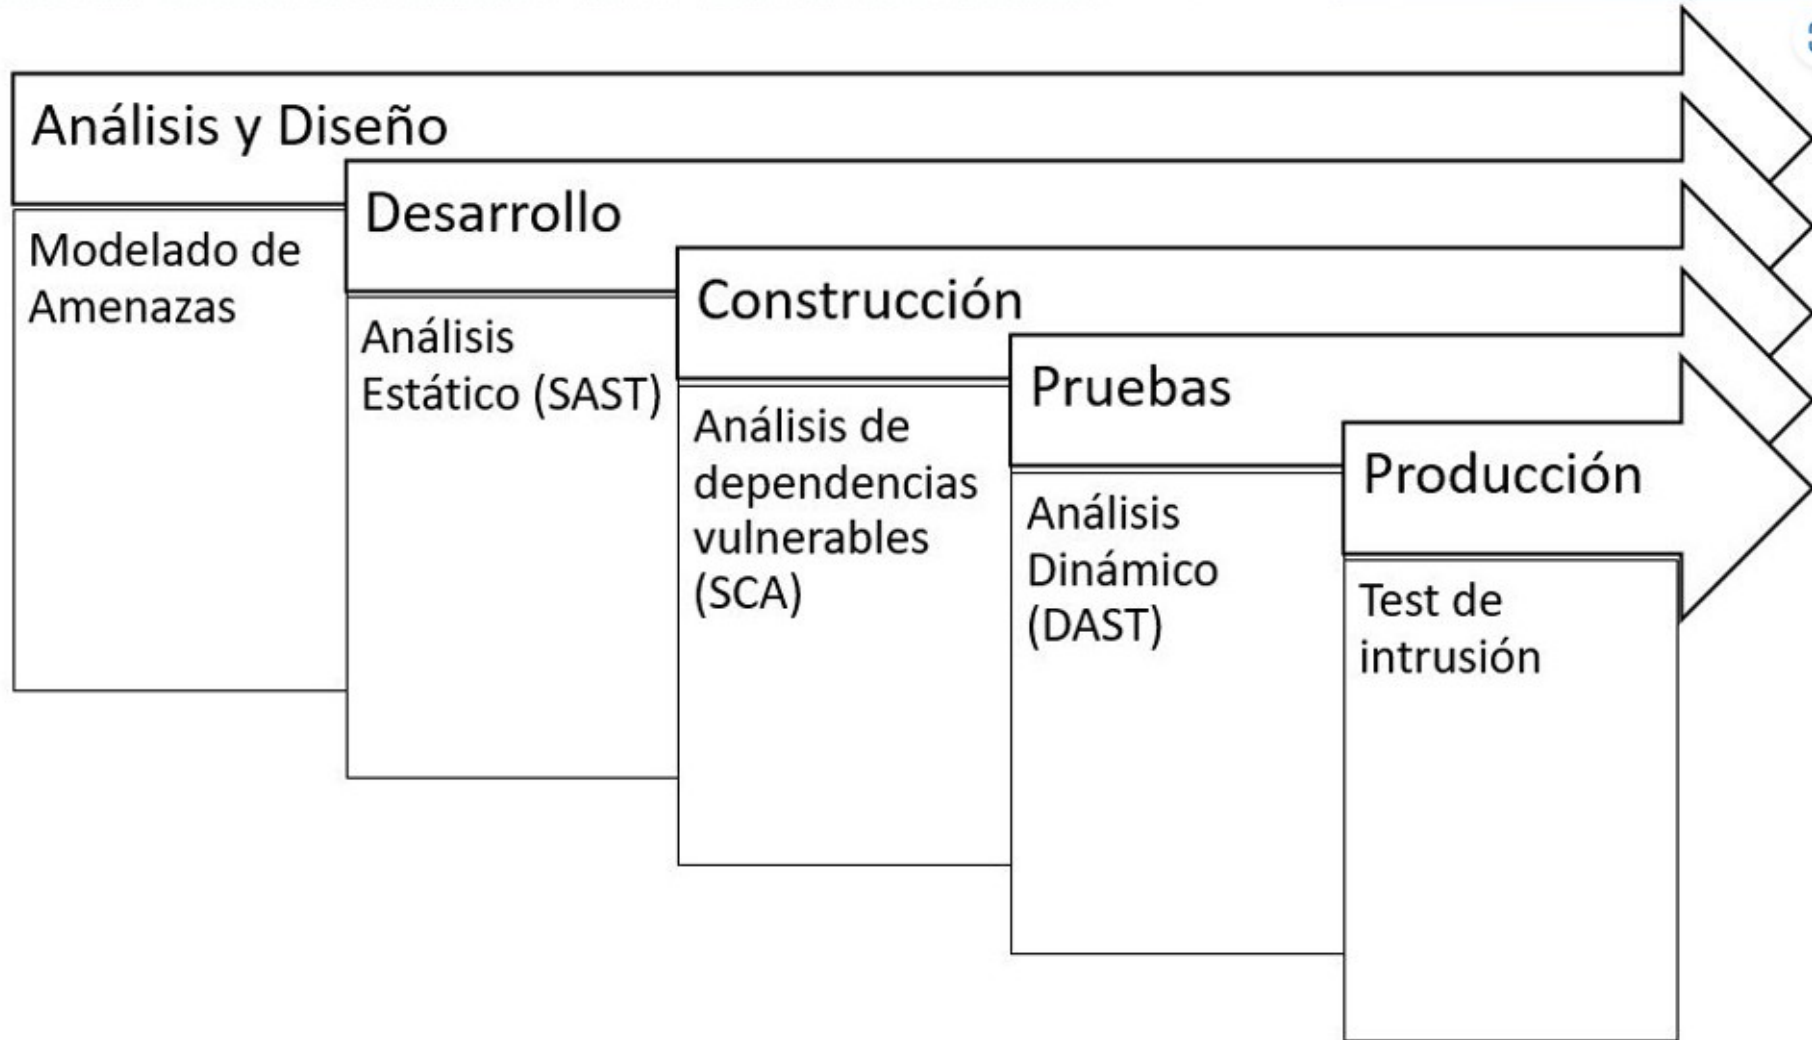 Análisis y Diseño
Modelado de
Amenazas
Desarrollo
Análisis
Estático (SAST)
Construcción
Análisis de
dependencias
vulnerables
(SCA)
Pruebas
Análisis
Dinámico
(DAST)
Producción
Test de
intrusión